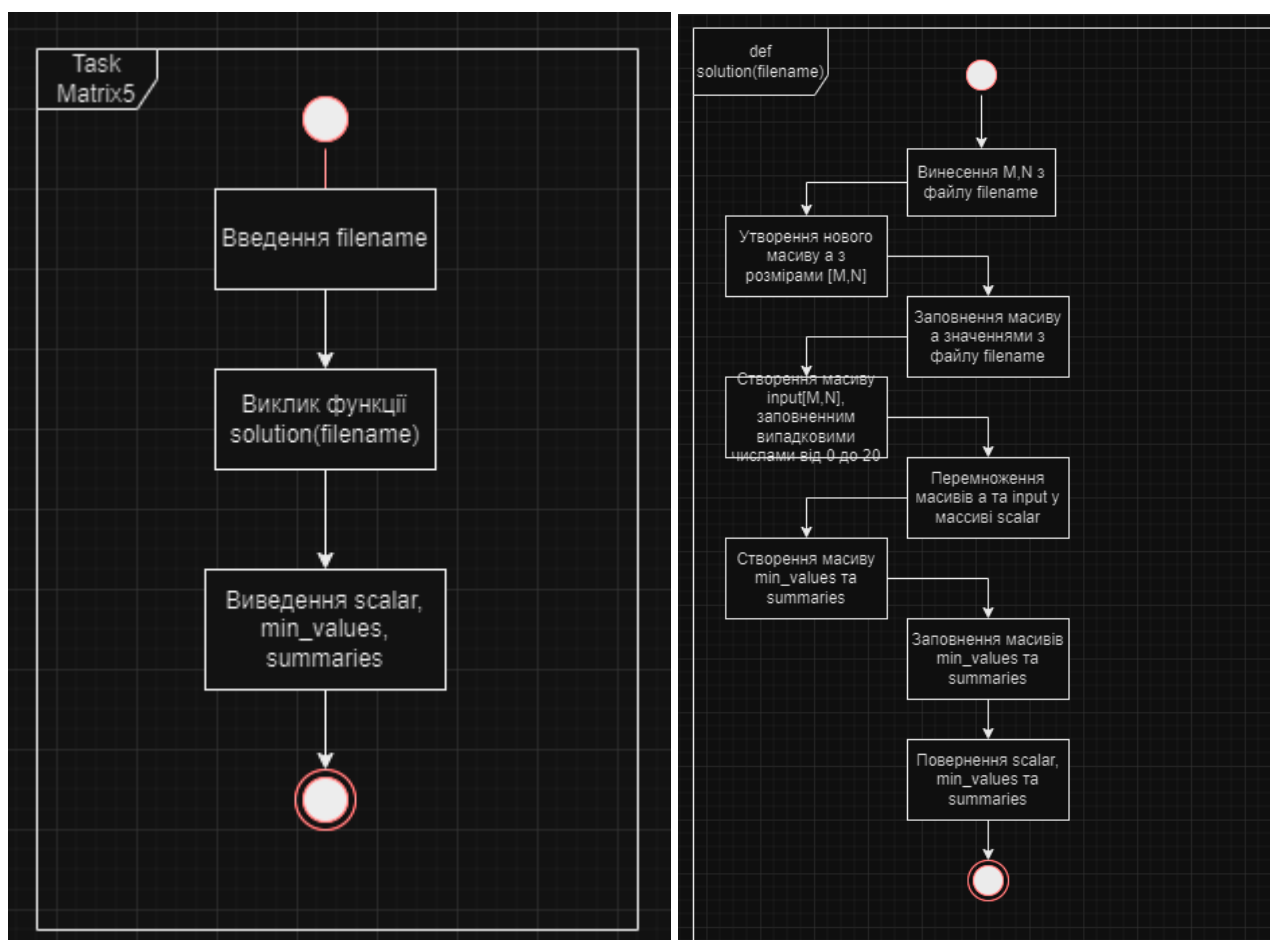 Task
Matrix5
Введення filename
Виклик функції
solution(filename)
Виведення scalar,
min_values,
summaries
def
solution(filename)
Винесення M,N з
файлу filename
Утворення нового
масиву а з
розмірами [M,N]
Заповнення масиву
а значеннями з
файлу filename
Створення масиву
input[M,N],
заповненним
випадковими
числами від 0 до 20
Перемноження
масивів а та input у
массиві scalar
Створення масиву
min_values та
summaries
Заповнення масивів
min_values та
summaries
Повернення scalar,
min_values та
summaries